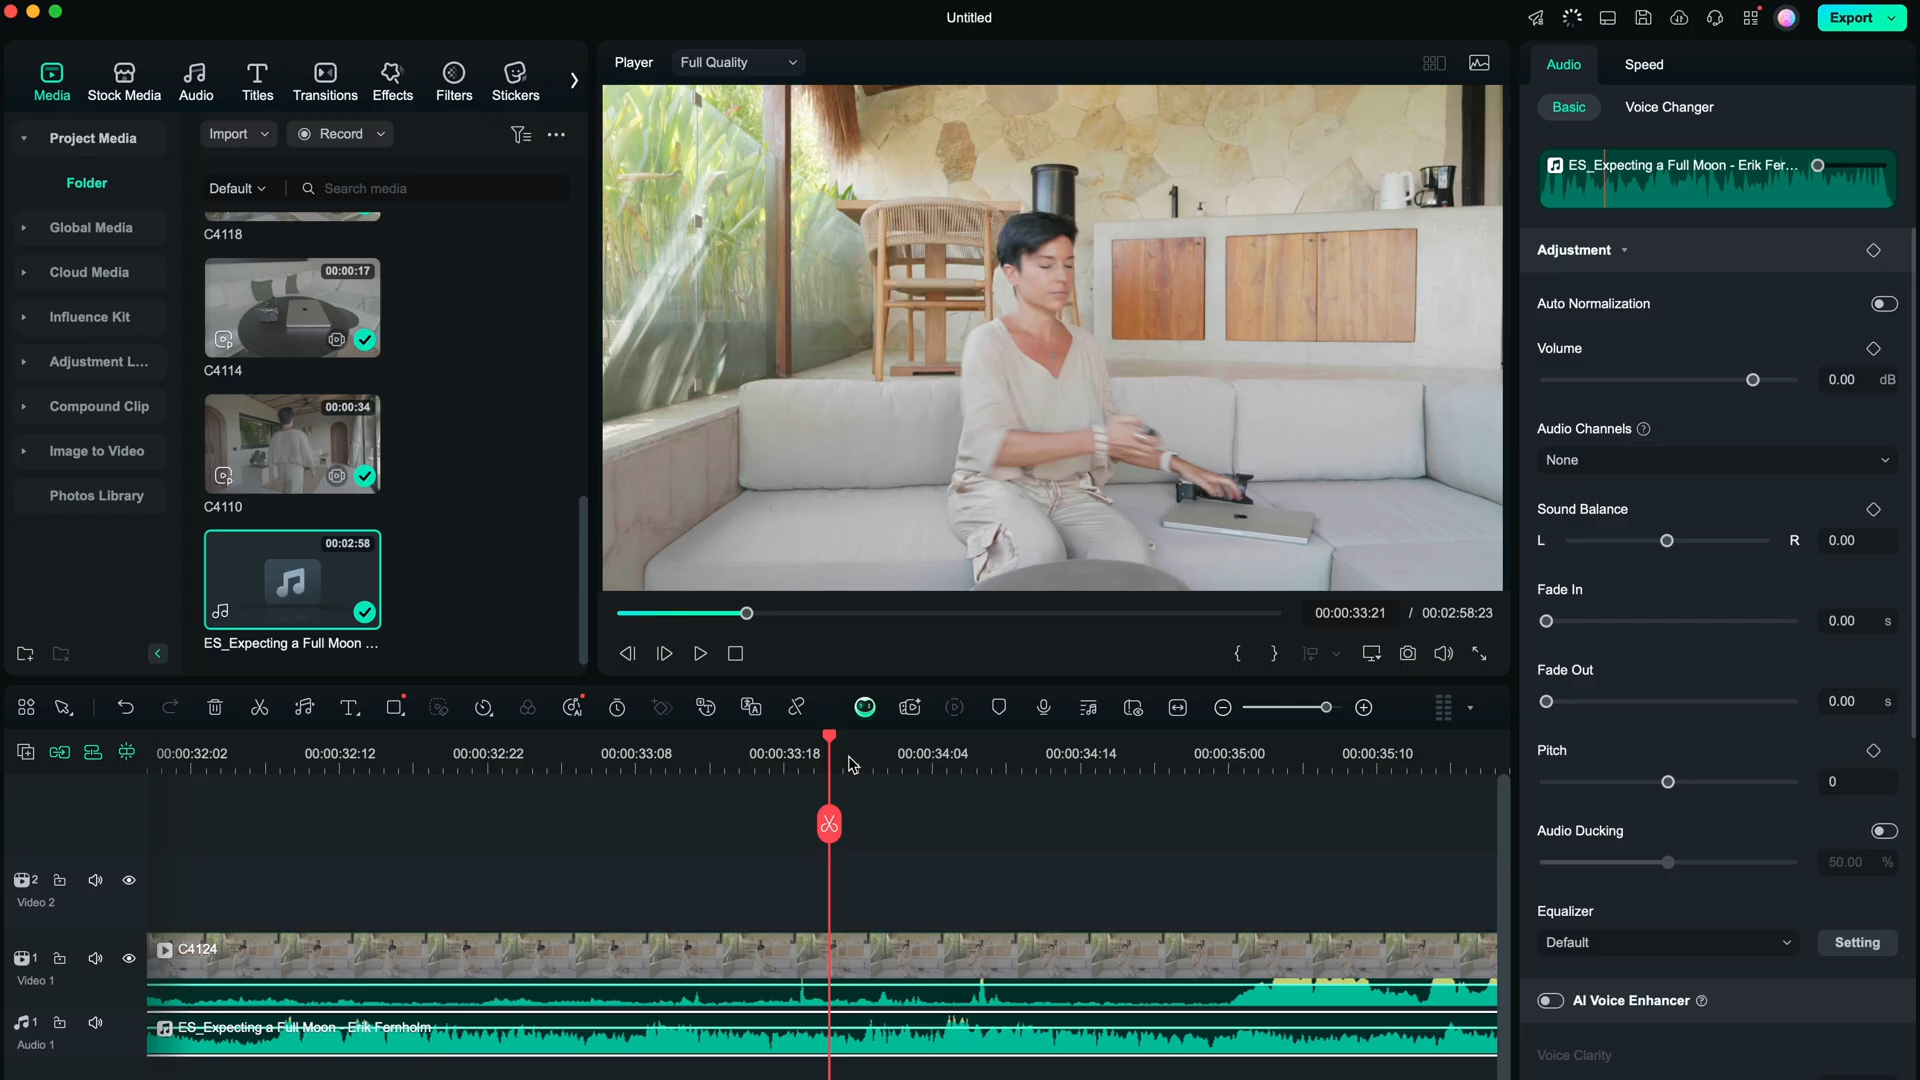 Untitled
Export
Media
Stock Media
Audio
Titles
Transitions
Effects
Filters
Stickers
Project Media
Folder
Global Media
Cloud Media
Influence Kit
Adjustment L...
Compound Clip
Image to Video
Photos Library
Import
Record
Default
Search media
C4118
00:00:17
C4114
00:00:34
C4110
00:02:58
ES_Expecting a Full Moon ...
Player
Full Quality
00:00:33:21 / 00:02:58:23
Audio
Speed
Basic
Voice Changer
ES_Expecting a Full Moon - Erik Fer...
Adjustment
Auto Normalization
Volume
0.00 dB
Audio Channels
None
Sound Balance
L R 0.00
Fade In
0.00 s
Fade Out
0.00 s
Pitch
0
Audio Ducking
50.00 %
Equalizer
Default
Setting
AI Voice Enhancer
Voice Clarity
00:00:32:02 00:00:32:12 00:00:32:22 00:00:33:08 00:00:33:18 00:00:34:04 00:00:34:14 00:00:35:00 00:00:35:10
2
Video 2
1
Video 1
C4124
1
Audio 1
ES_Expecting a Full Moon - Erik Fernholm